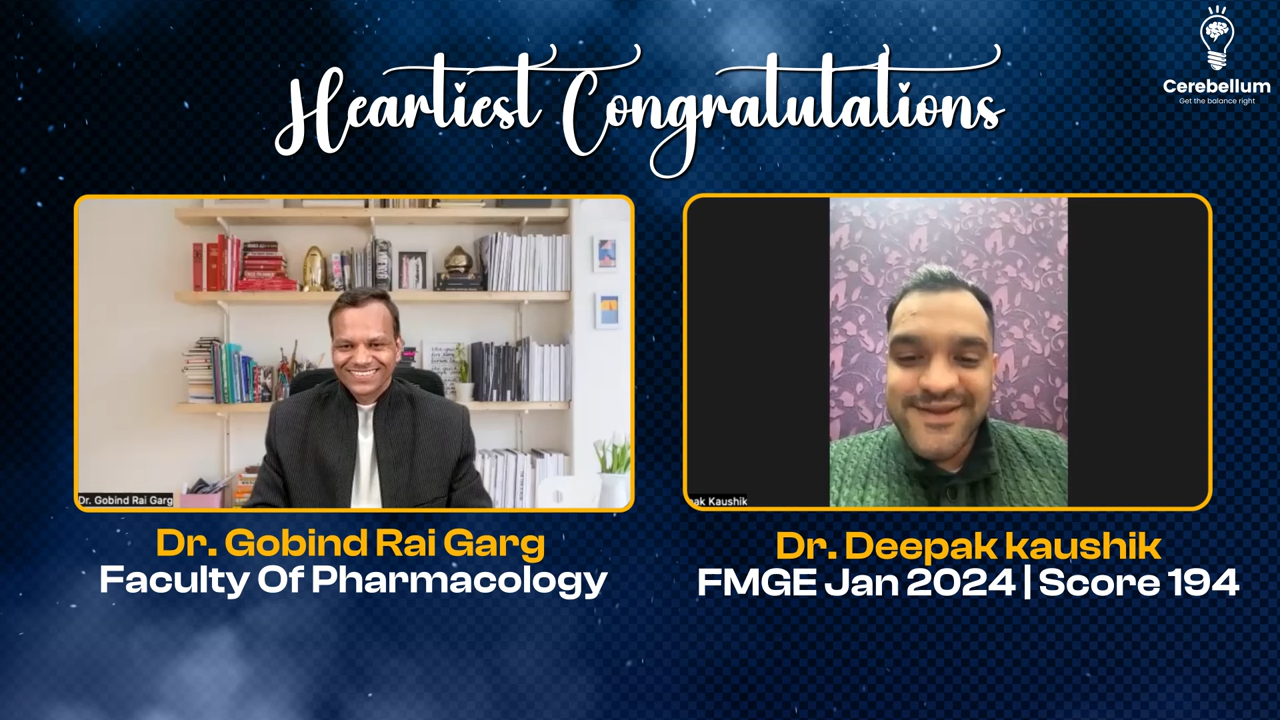 Heartiest Congratulations
Cerebellum
Get the balance right
Dr. Gobind Rai Garg
ak Kaushik
Dr. Gobind Rai Garg
Faculty Of Pharmacology
Dr. Deepak kaushik
FMGE Jan 2024 | Score 194